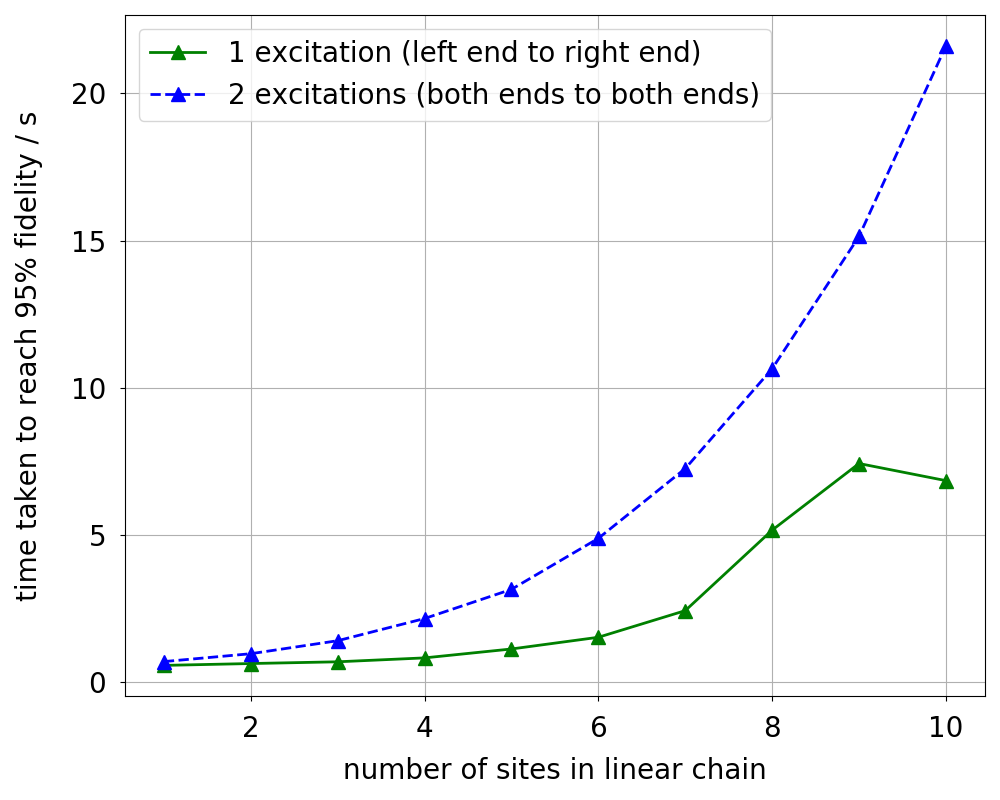 1 excitation (left end to right end)
2 excitations (both ends to both ends)
time taken to reach 95% fidelity / s
20
15
10
5
0
2 4 6 8 10
number of sites in linear chain